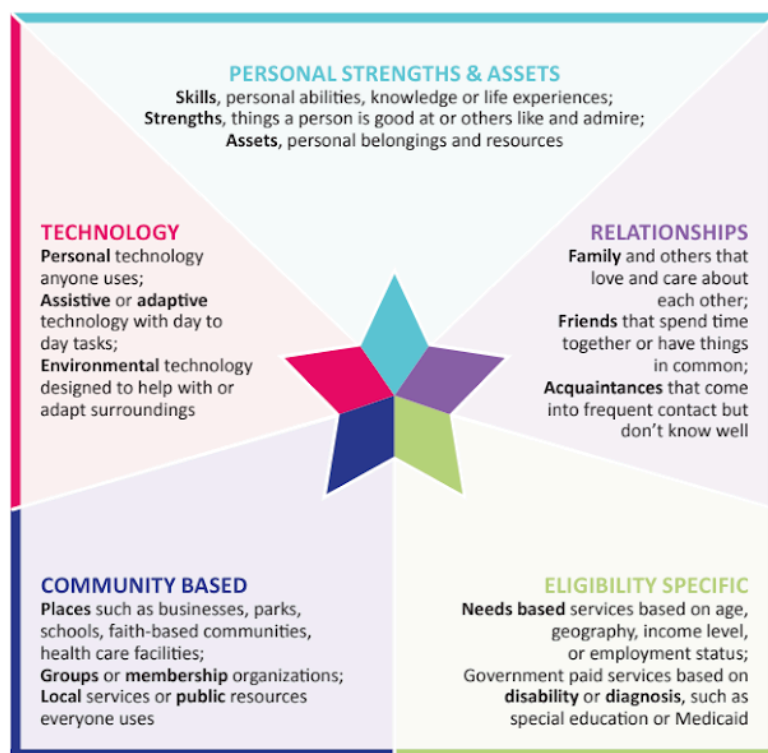 PERSONAL STRENGTHS & ASSETS
Skills, personal abilities, knowledge or life experiences;
Strengths, things a person is good at or others like and admire;
Assets, personal belongings and resources
TECHNOLOGY
Personal technology
anyone uses;
Assistive or adaptive
technology with day to
day tasks;
Environmental technology
designed to help with or
adapt surroundings
RELATIONSHIPS
Family and others that
love and care about
each other;
Friends that spend time
together or have things
in common;
Acquaintances that come
into frequent contact but
don't know well
COMMUNITY BASED
Places such as businesses, parks,
schools, faith-based communities,
health care facilities;
Groups or membership organizations;
Local services or public resources
everyone uses
ELIGIBILITY SPECIFIC
Needs based services based on age,
geography, income level,
or employment status;
Government paid services based on
disability or diagnosis, such as
special education or Medicaid